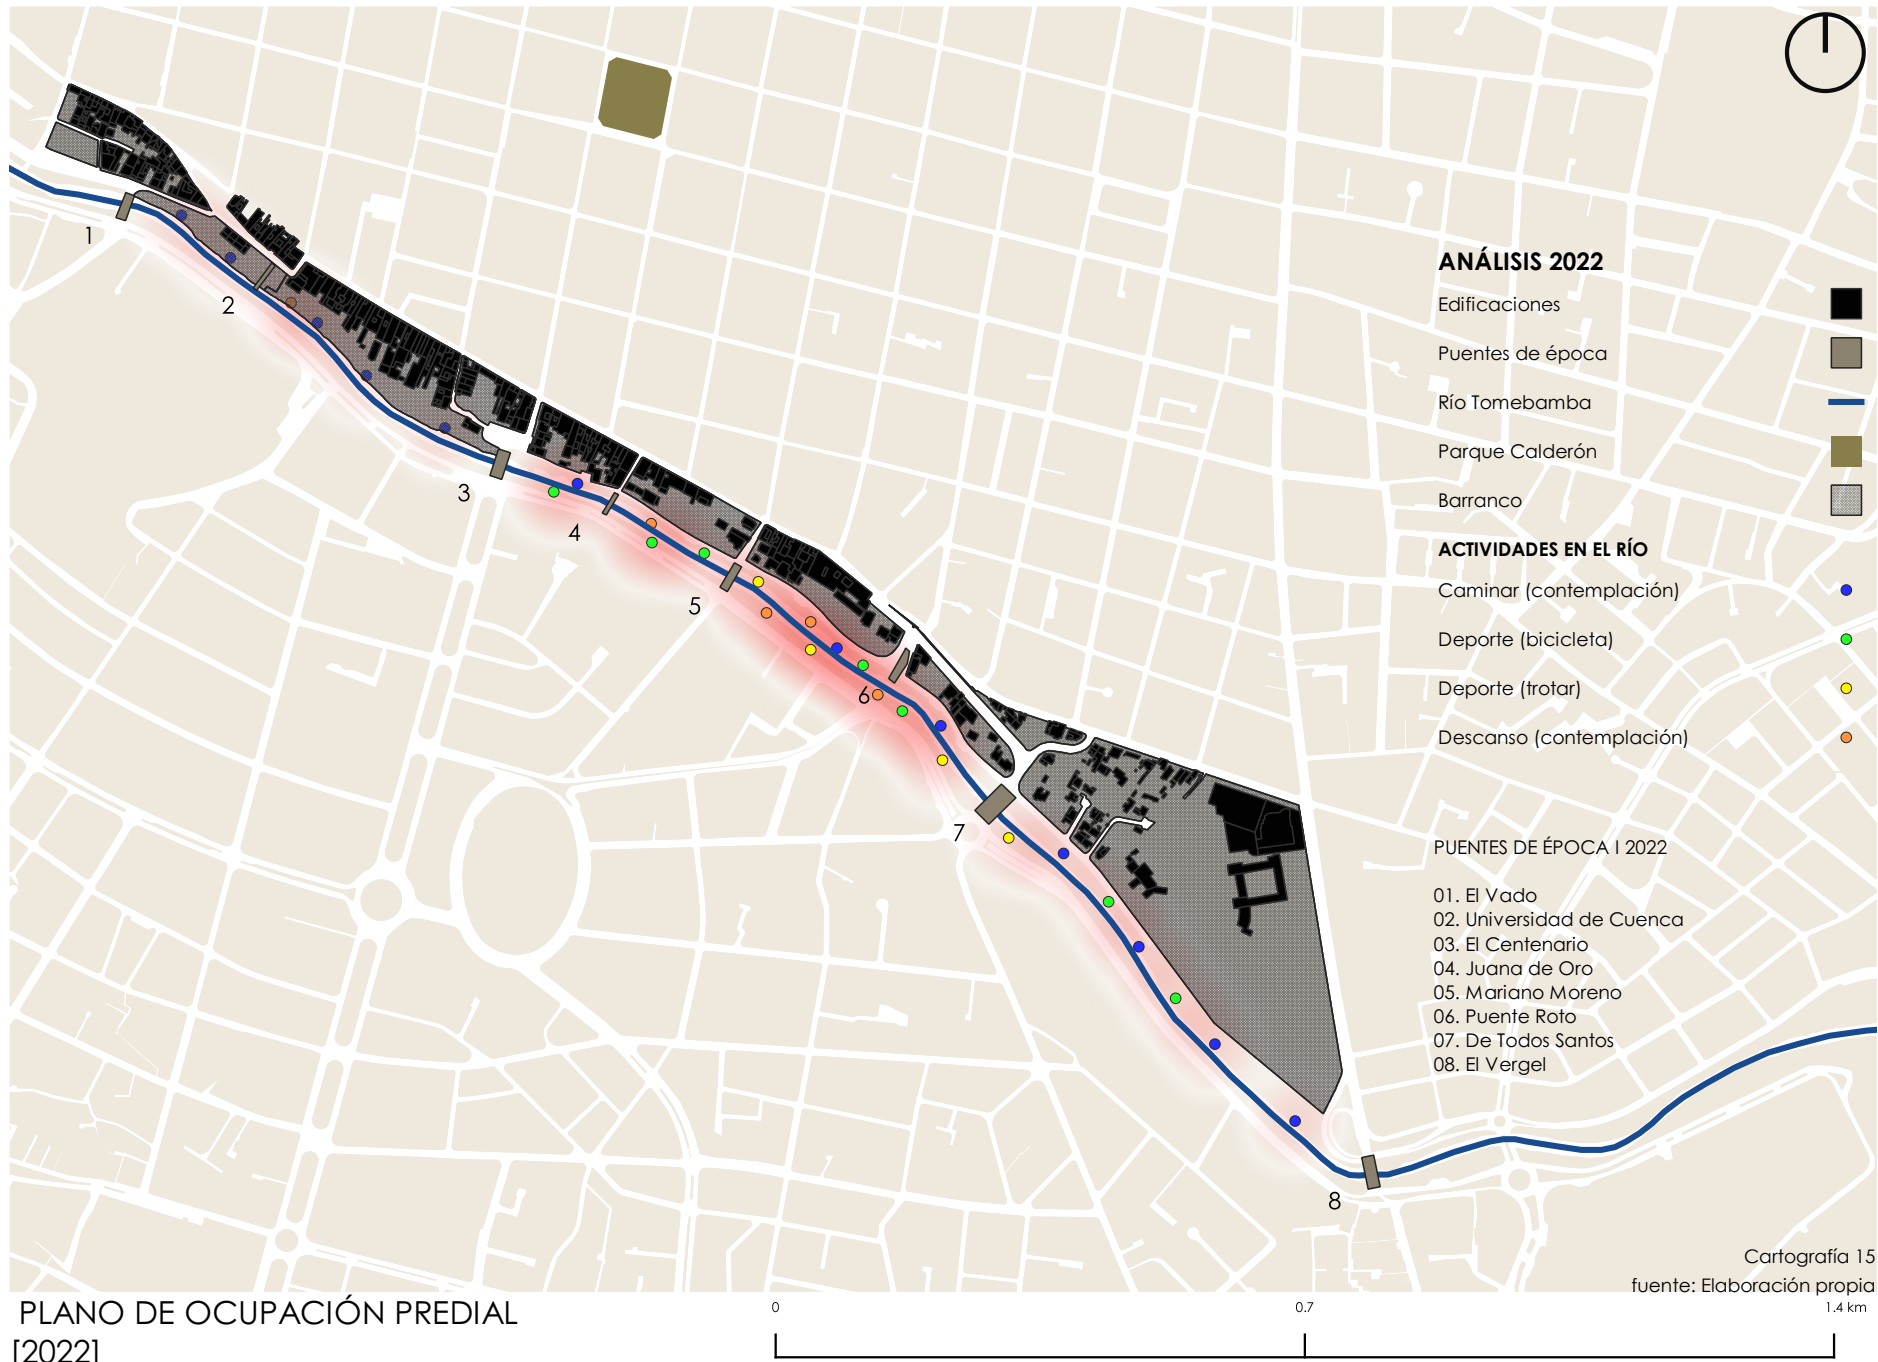 1
2
3
4
5
6
7
8
ANÁLISIS 2022
Edificaciones
Puentes de época
Río Tomebamba
Parque Calderón
Barranco
ACTIVIDADES EN EL RÍO
Caminar (contemplación)
Deporte (bicicleta)
Deporte (trotar)
Descanso (contemplación)
PUENTES DE ÉPOCA I 2022
01. El Vado
02. Universidad de Cuenca
03. El Centenario
04. Juana de Oro
05. Mariano Moreno
06. Puente Roto
07. De Todos Santos
08. El Vergel
Cartografía 15
fuente: Elaboración propia
PLANO DE OCUPACIÓN PREDIAL
[2022]
0 0.7 1.4 km